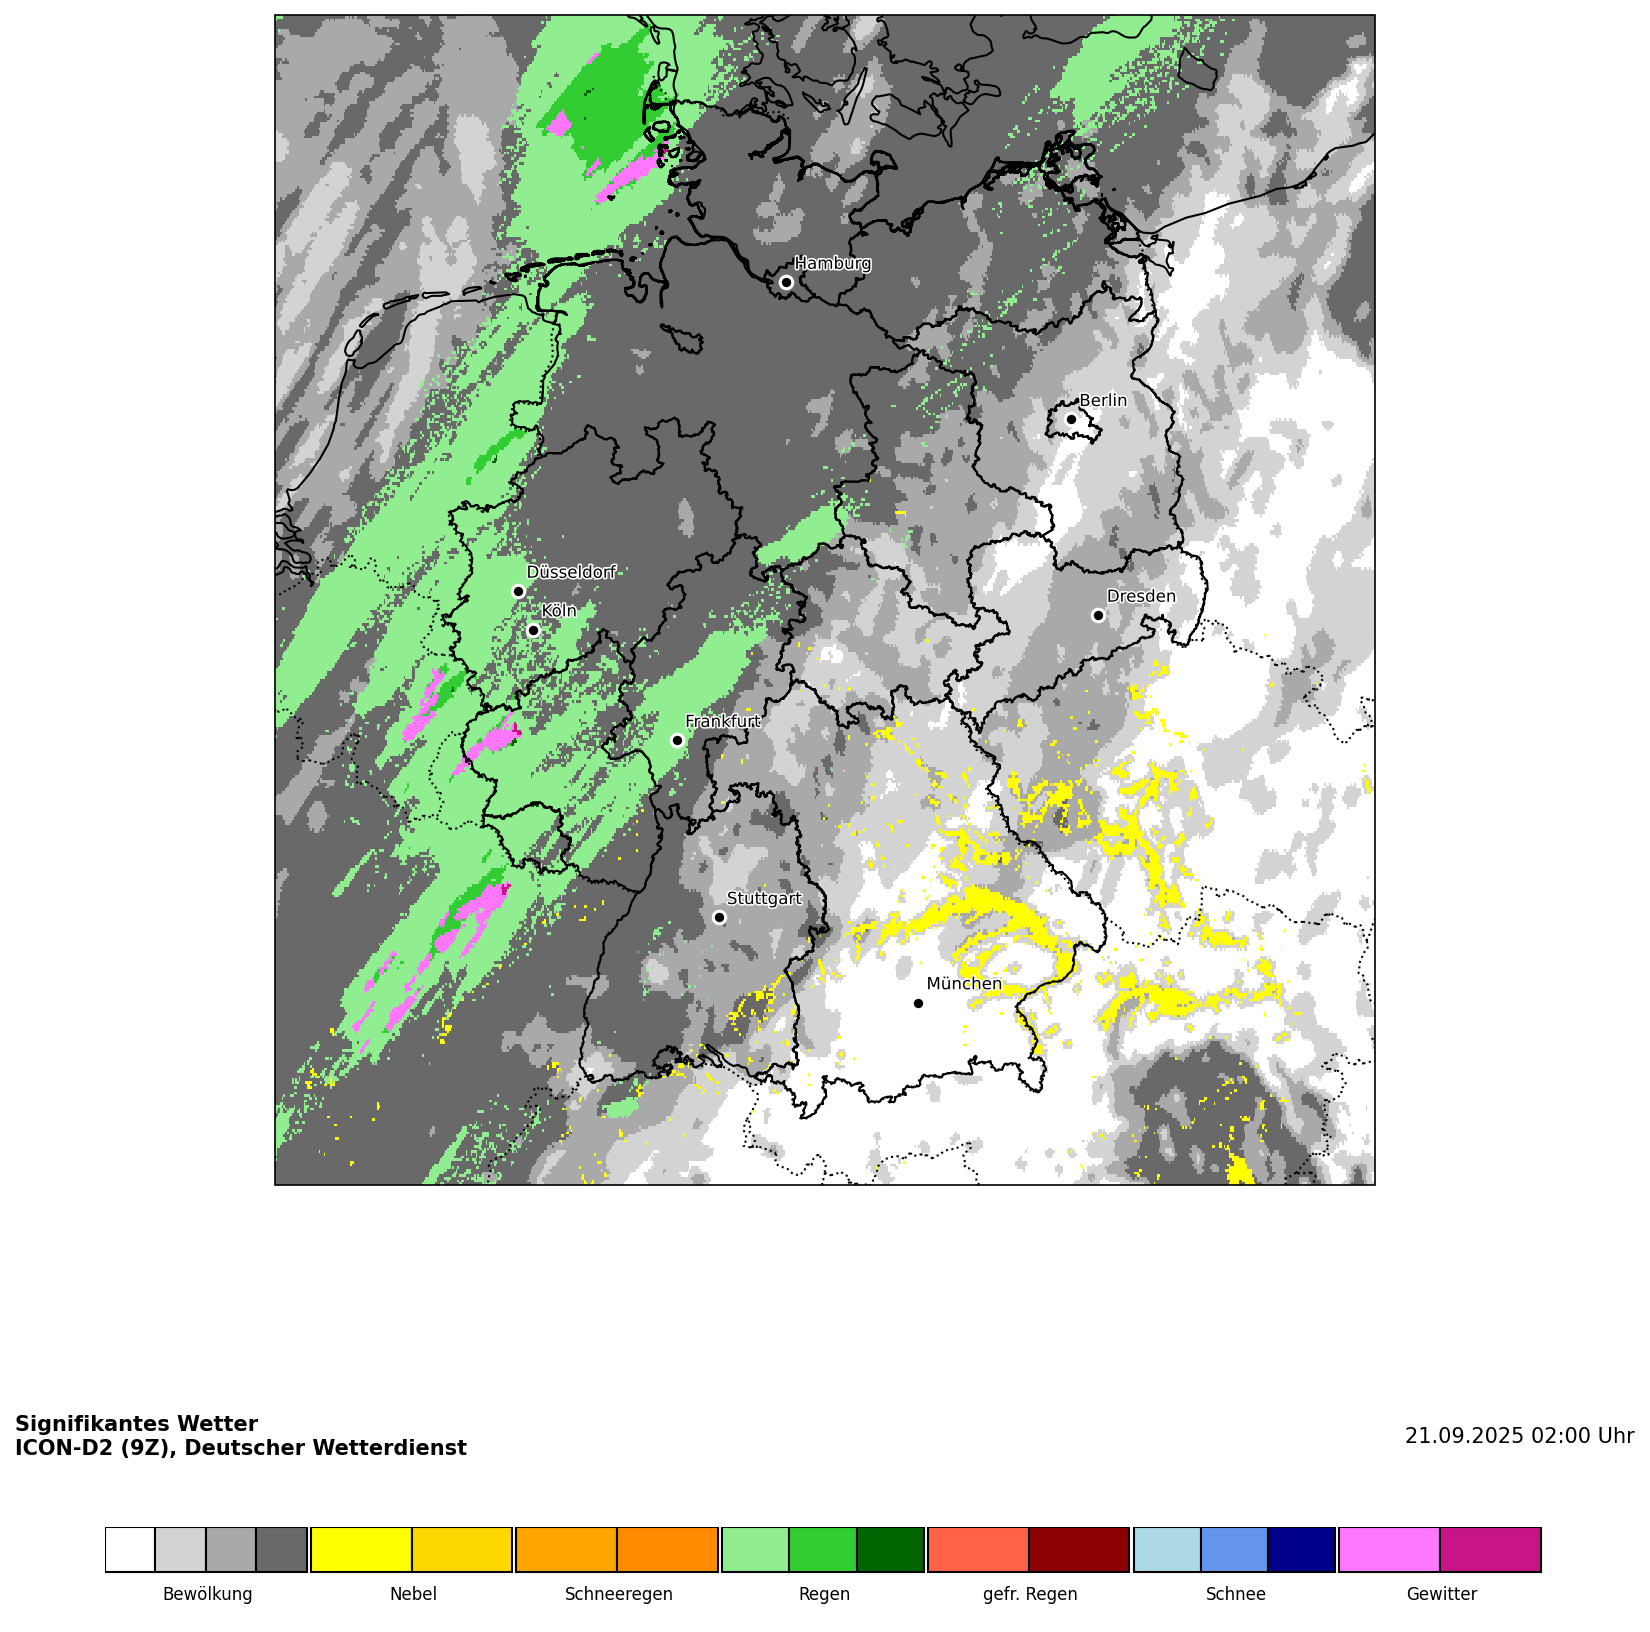 Hamburg
Berlin
Düsseldorf
Köln
Dresden
Frankfurt
Stuttgart
München
Signifikantes Wetter
ICON-D2 (9Z), Deutscher Wetterdienst
21.09.2025 02:00 Uhr
Bewölkung
Nebel
Schneeregen
Regen
gefr. Regen
Schnee
Gewitter